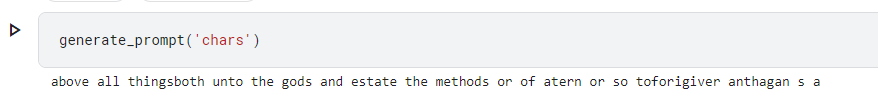 generate_prompt('chars')
above all thingsboth unto the gods and estate the methods or of atern or so toforigiver anthagan s a